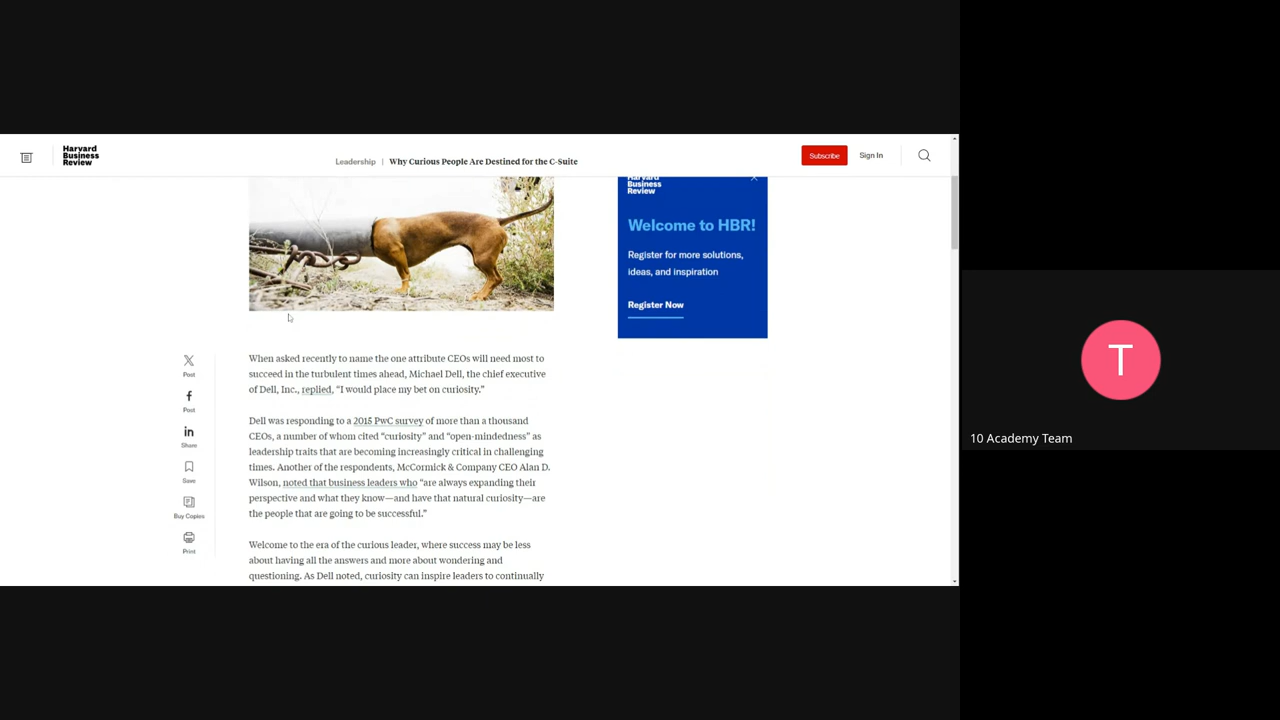 Harvard
Business
Review
Leadership | Why Curious People Are Destined for the C-Suite
Subscribe
Sign In
Harvard
Business
Review
Welcome to HBR!
Register for more solutions,
ideas, and inspiration
Register Now
Post
Post
Share
Save
Buy Copies
Print
When asked recently to name the one attribute CEOs will need most to
succeed in the turbulent times ahead, Michael Dell, the chief executive
of Dell, Inc., replied, “I would place my bet on curiosity.”
Dell was responding to a 2015 PwC survey of more than a thousand
CEOs, a number of whom cited “curiosity” and “open-mindedness” as
leadership traits that are becoming increasingly critical in challenging
times. Another of the respondents, McCormick & Company CEO Alan D.
Wilson, noted that business leaders who “are always expanding their
perspective and what they know—and have that natural curiosity—are
the people that are going to be successful.”
Welcome to the era of the curious leader, where success may be less
about having all the answers and more about wondering and
questioning. As Dell noted, curiosity can inspire leaders to continually
T
10 Academy Team